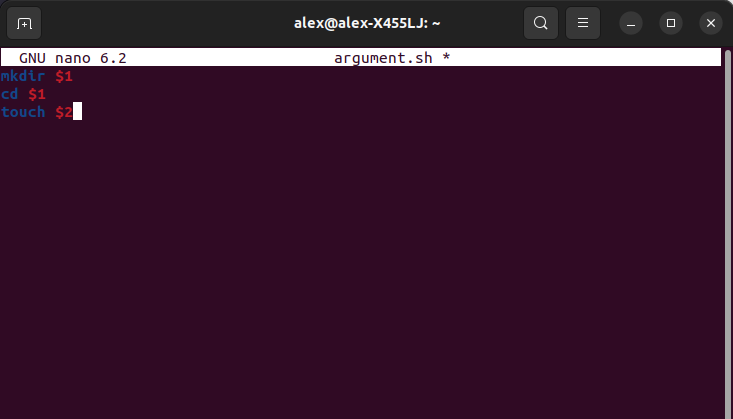 alex@alex-X455LJ: ~
GNU nano 6.2 argument.sh *
mkdir $1
cd $1
touch $2